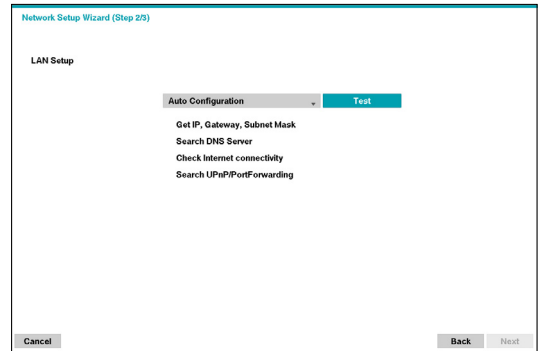 Network Setup Wizard (Step 2/3)
LAN Setup
Auto Configuration Test
Get IP, Gateway, Subnet Mask
Search DNS Server
Check Internet connectivity
Search UPnP/PortForwarding
Cancel Back Next